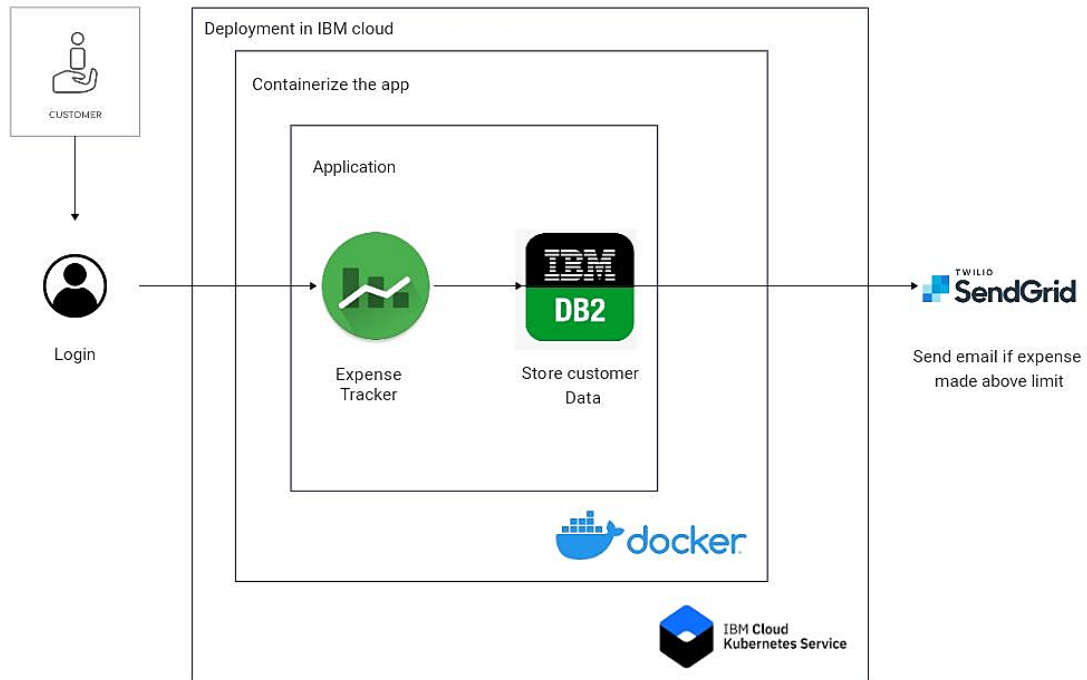 Deployment in IBM cloud
Containerize the app
CUSTOMER
Application
IBM
DB2
TWILIO
SendGrid
Login
Expense
Tracker
Store customer
Data
Send email if expense
made above limit
docker
IBM Cloud
Kubernetes Service